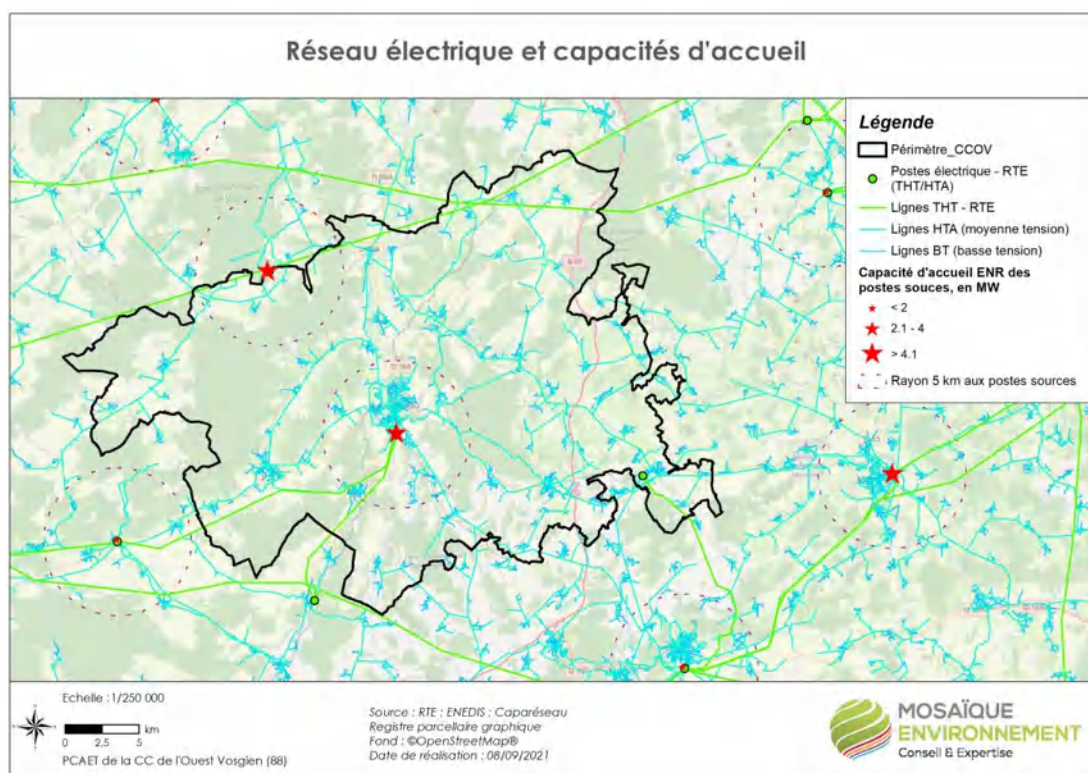 Réseau électrique et capacités d'accueil
Légende
Périmètre_CCOV
Postes électrique - RTE
(THT/HTA)
Lignes THT - RTE
Lignes HTA (moyenne tension)
Lignes BT (basse tension)
Capacité d'accueil ENR des
postes souces, en MW
< 2
2.1 - 4
> 4.1
Rayon 5 km aux postes sources
Echelle : 1/250 000
km
0 2,5 5
PCAET de la CC de l'Ouest Vosgien (88)
Source : RTE ; ENEDIS ; Caparéseau
Registre parcellaire graphique
Fond : ©OpenStreetMap®
Date de réalisation : 08/09/2021
MOSAÏQUE
ENVIRONNEMENT
Conseil & Expertise